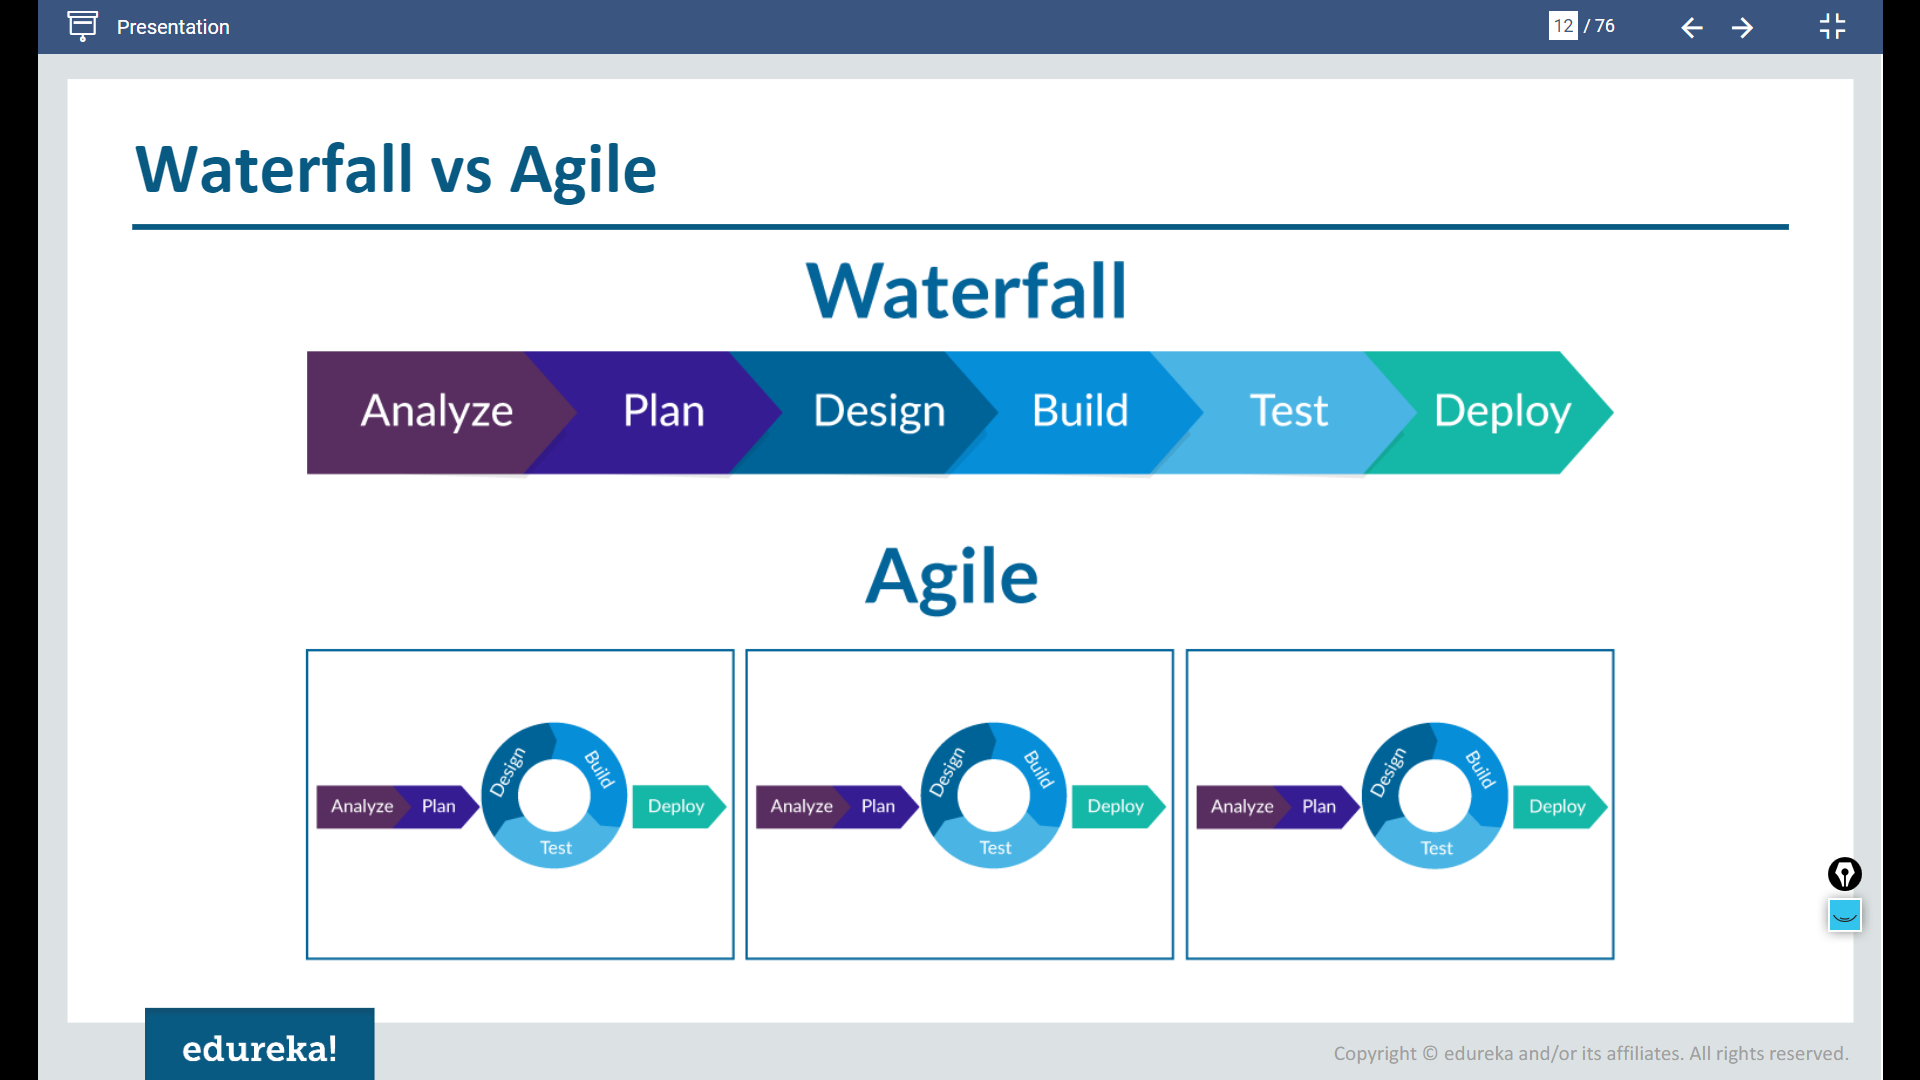 Presentation
12 / 76
Waterfall vs Agile
Waterfall
Analyze Plan Design Build Test Deploy
Agile
Analyze Plan Design Build Test Deploy
Analyze Plan Design Build Test Deploy
Analyze Plan Design Build Test Deploy
edureka!
Copyright © edureka and/or its affiliates. All rights reserved.